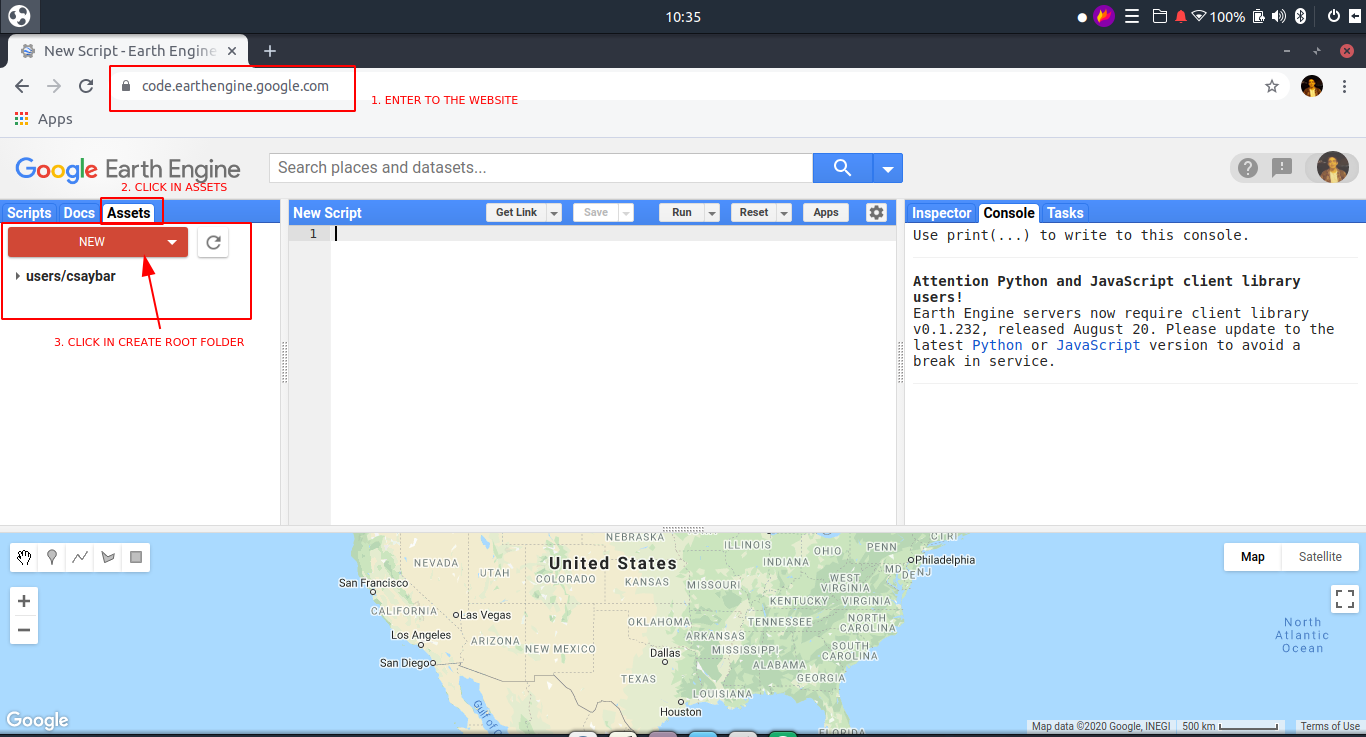 10:35
100%
New Script - Earth Engine
code.earthengine.google.com
1. ENTER TO THE WEBSITE
Apps
Google Earth Engine
Search places and datasets...
2. CLICK IN ASSETS
Scripts Docs Assets
New Script
Get Link Save Run Reset Apps
Inspector Console Tasks
NEW
users/csaybar
3. CLICK IN CREATE ROOT FOLDER
1
Use print(...) to write to this console.
Attention Python and JavaScript client library
users!
Earth Engine servers now require client library
v0.1.232, released August 20. Please update to the
latest Python or JavaScript version to avoid a
break in service.
Map Satellite
NEBRASKA
ILLINOIS
OHIO
PENN
CTRI
Philadelphia
NEVADA
UTAH
United States
COLORADO
KANSAS
MISSOURI
INDIANA
WEST
VIRGINIA
MD
DE
NJ
San Francisco
CALIFORNIA
Las Vegas
KENTUCKY
VIRGINIA
OKLAHOMA
TENNESSEE
NORTH
CAROLINA
Los Angeles
ARIZONA
NEW MEXICO
ARKANSAS
MISSISSIPPI
SOUTH
CAROLINA
San Diego
Dallas
ALABAMA
TEXAS
GEORGIA
LOUISIANA
Houston
FLORIDA
Gulf of
North
Atlantic
Ocean
Google
Map data ©2020 Google, INEGI
500 km
Terms of Use